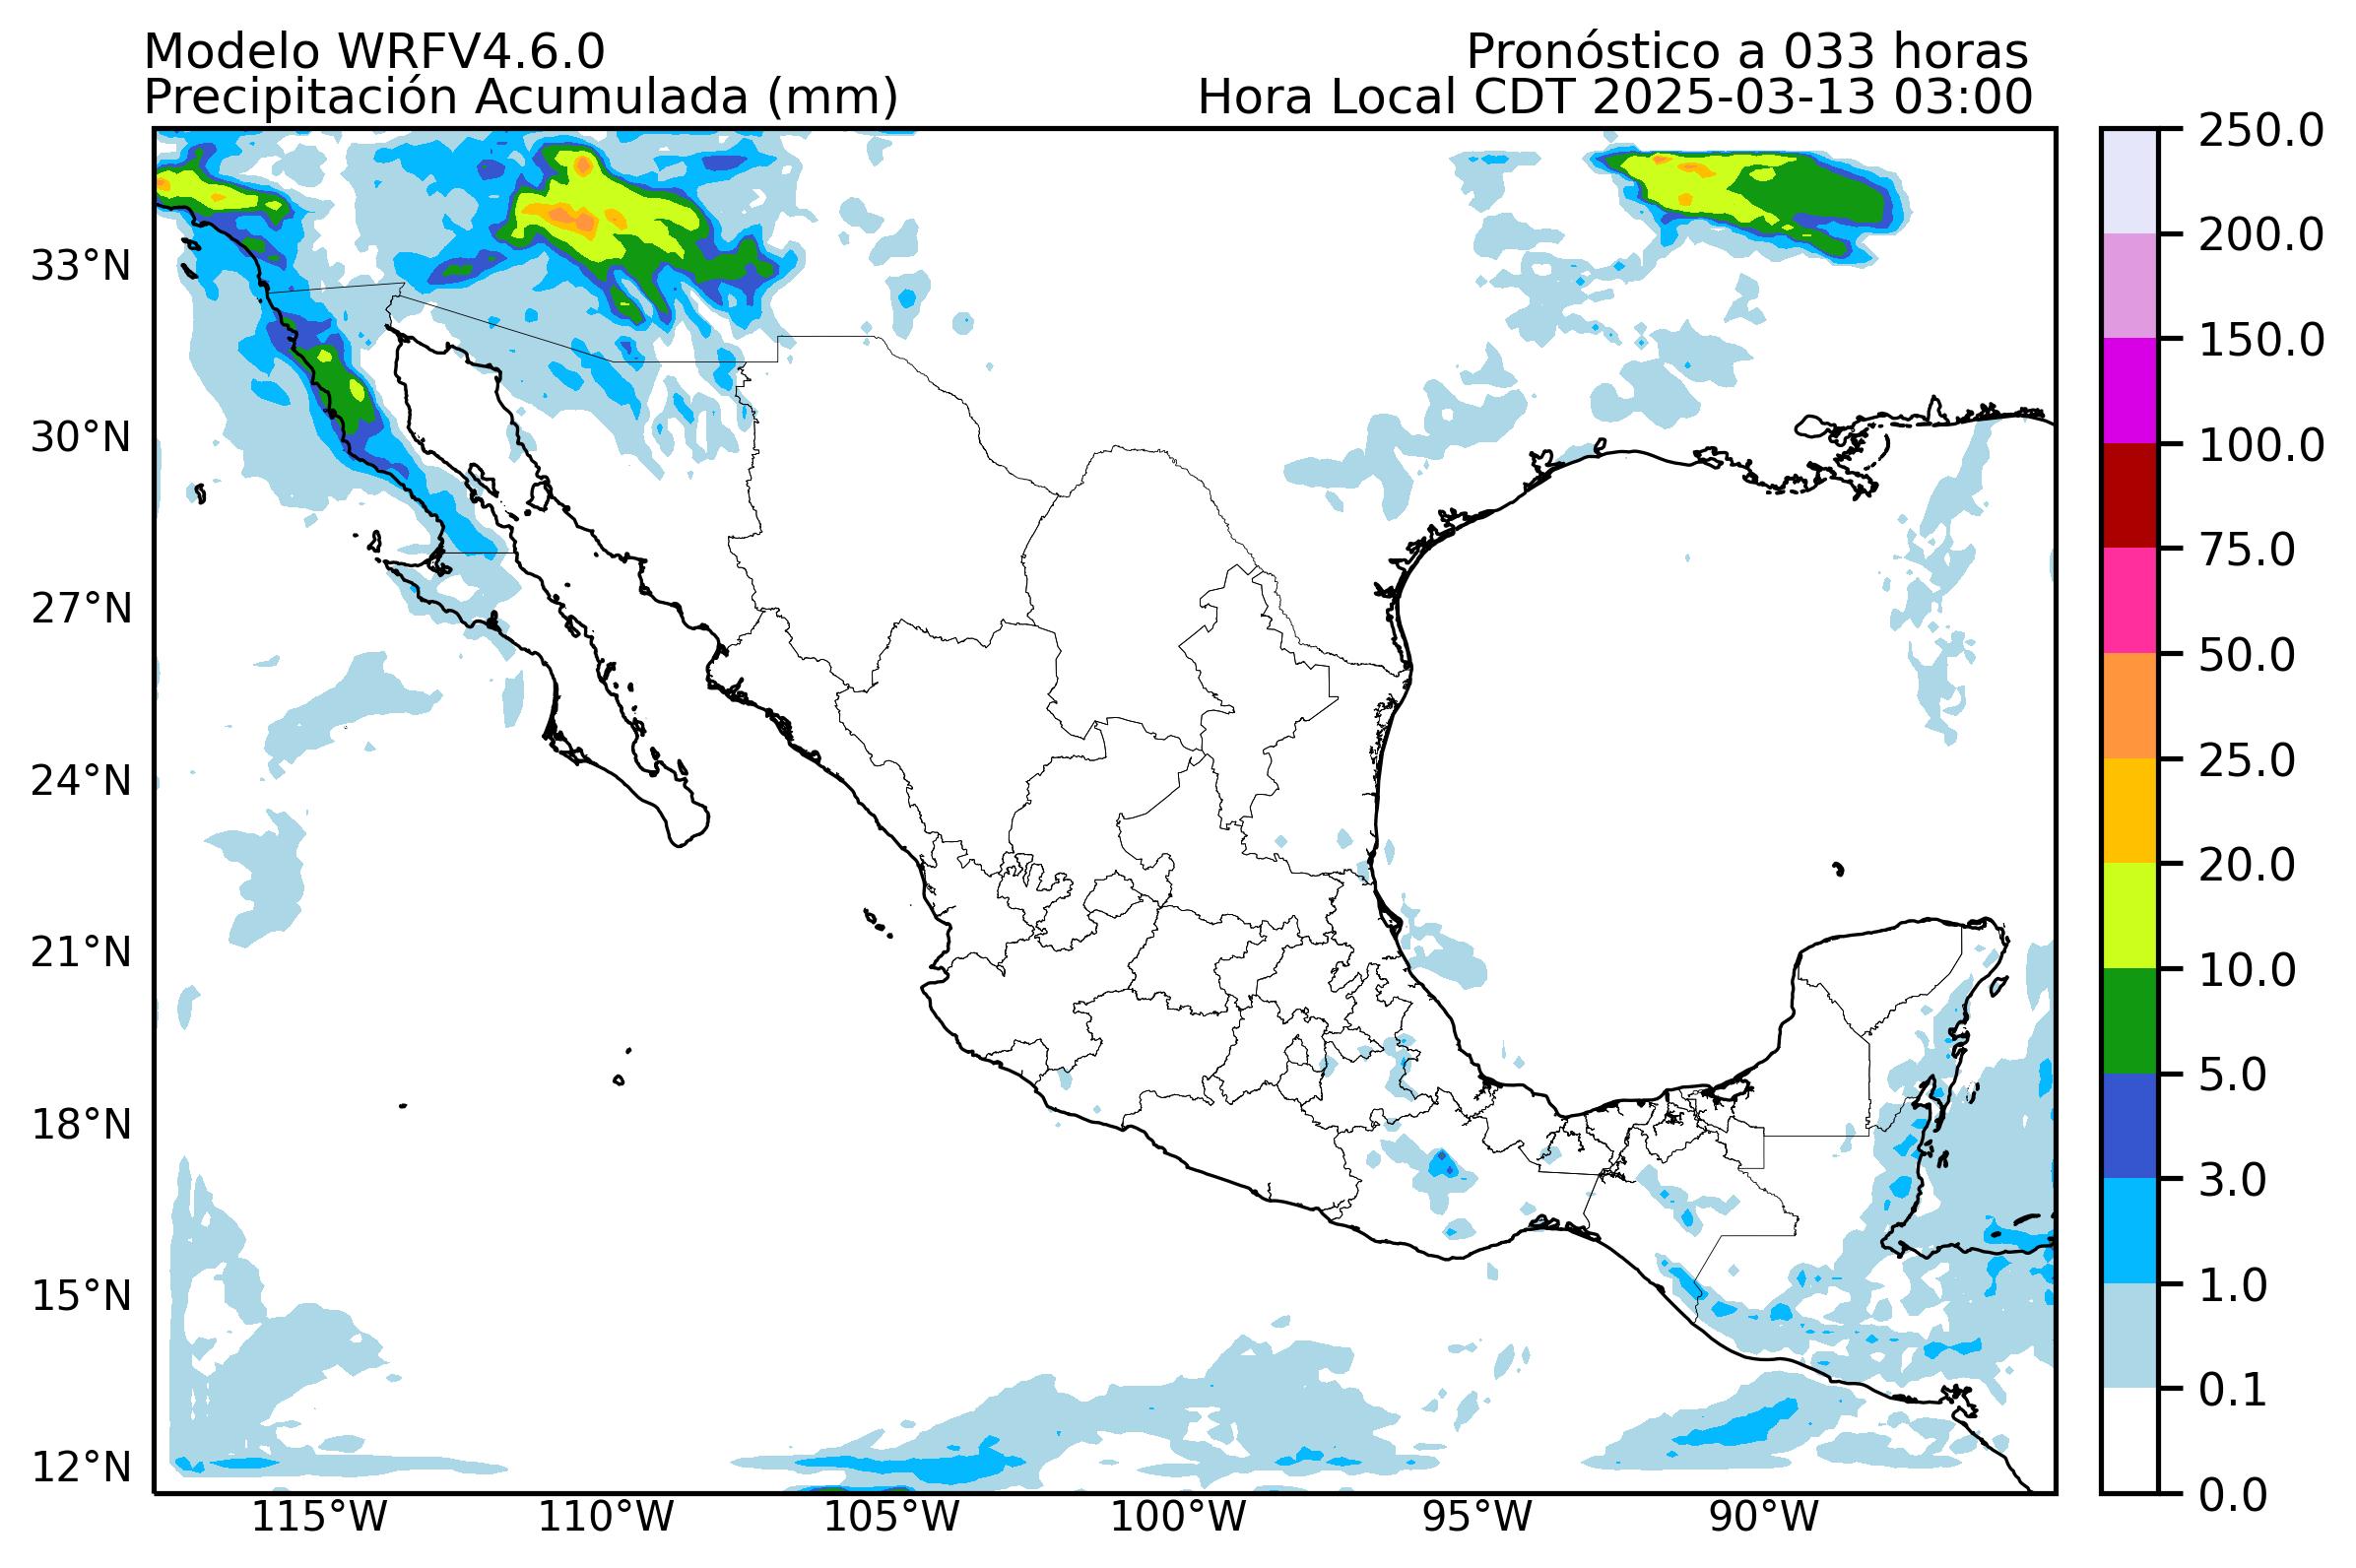 Modelo WRFV4.6.0
Pronóstico a 033 horas
Precipitación Acumulada (mm)
Hora Local CDT 2025-03-13 03:00
33°N
30°N
27°N
24°N
21°N
18°N
15°N
12°N
115°W
110°W
105°W
100°W
95°W
90°W
250.0
200.0
150.0
100.0
75.0
50.0
25.0
20.0
10.0
5.0
3.0
1.0
0.1
0.0